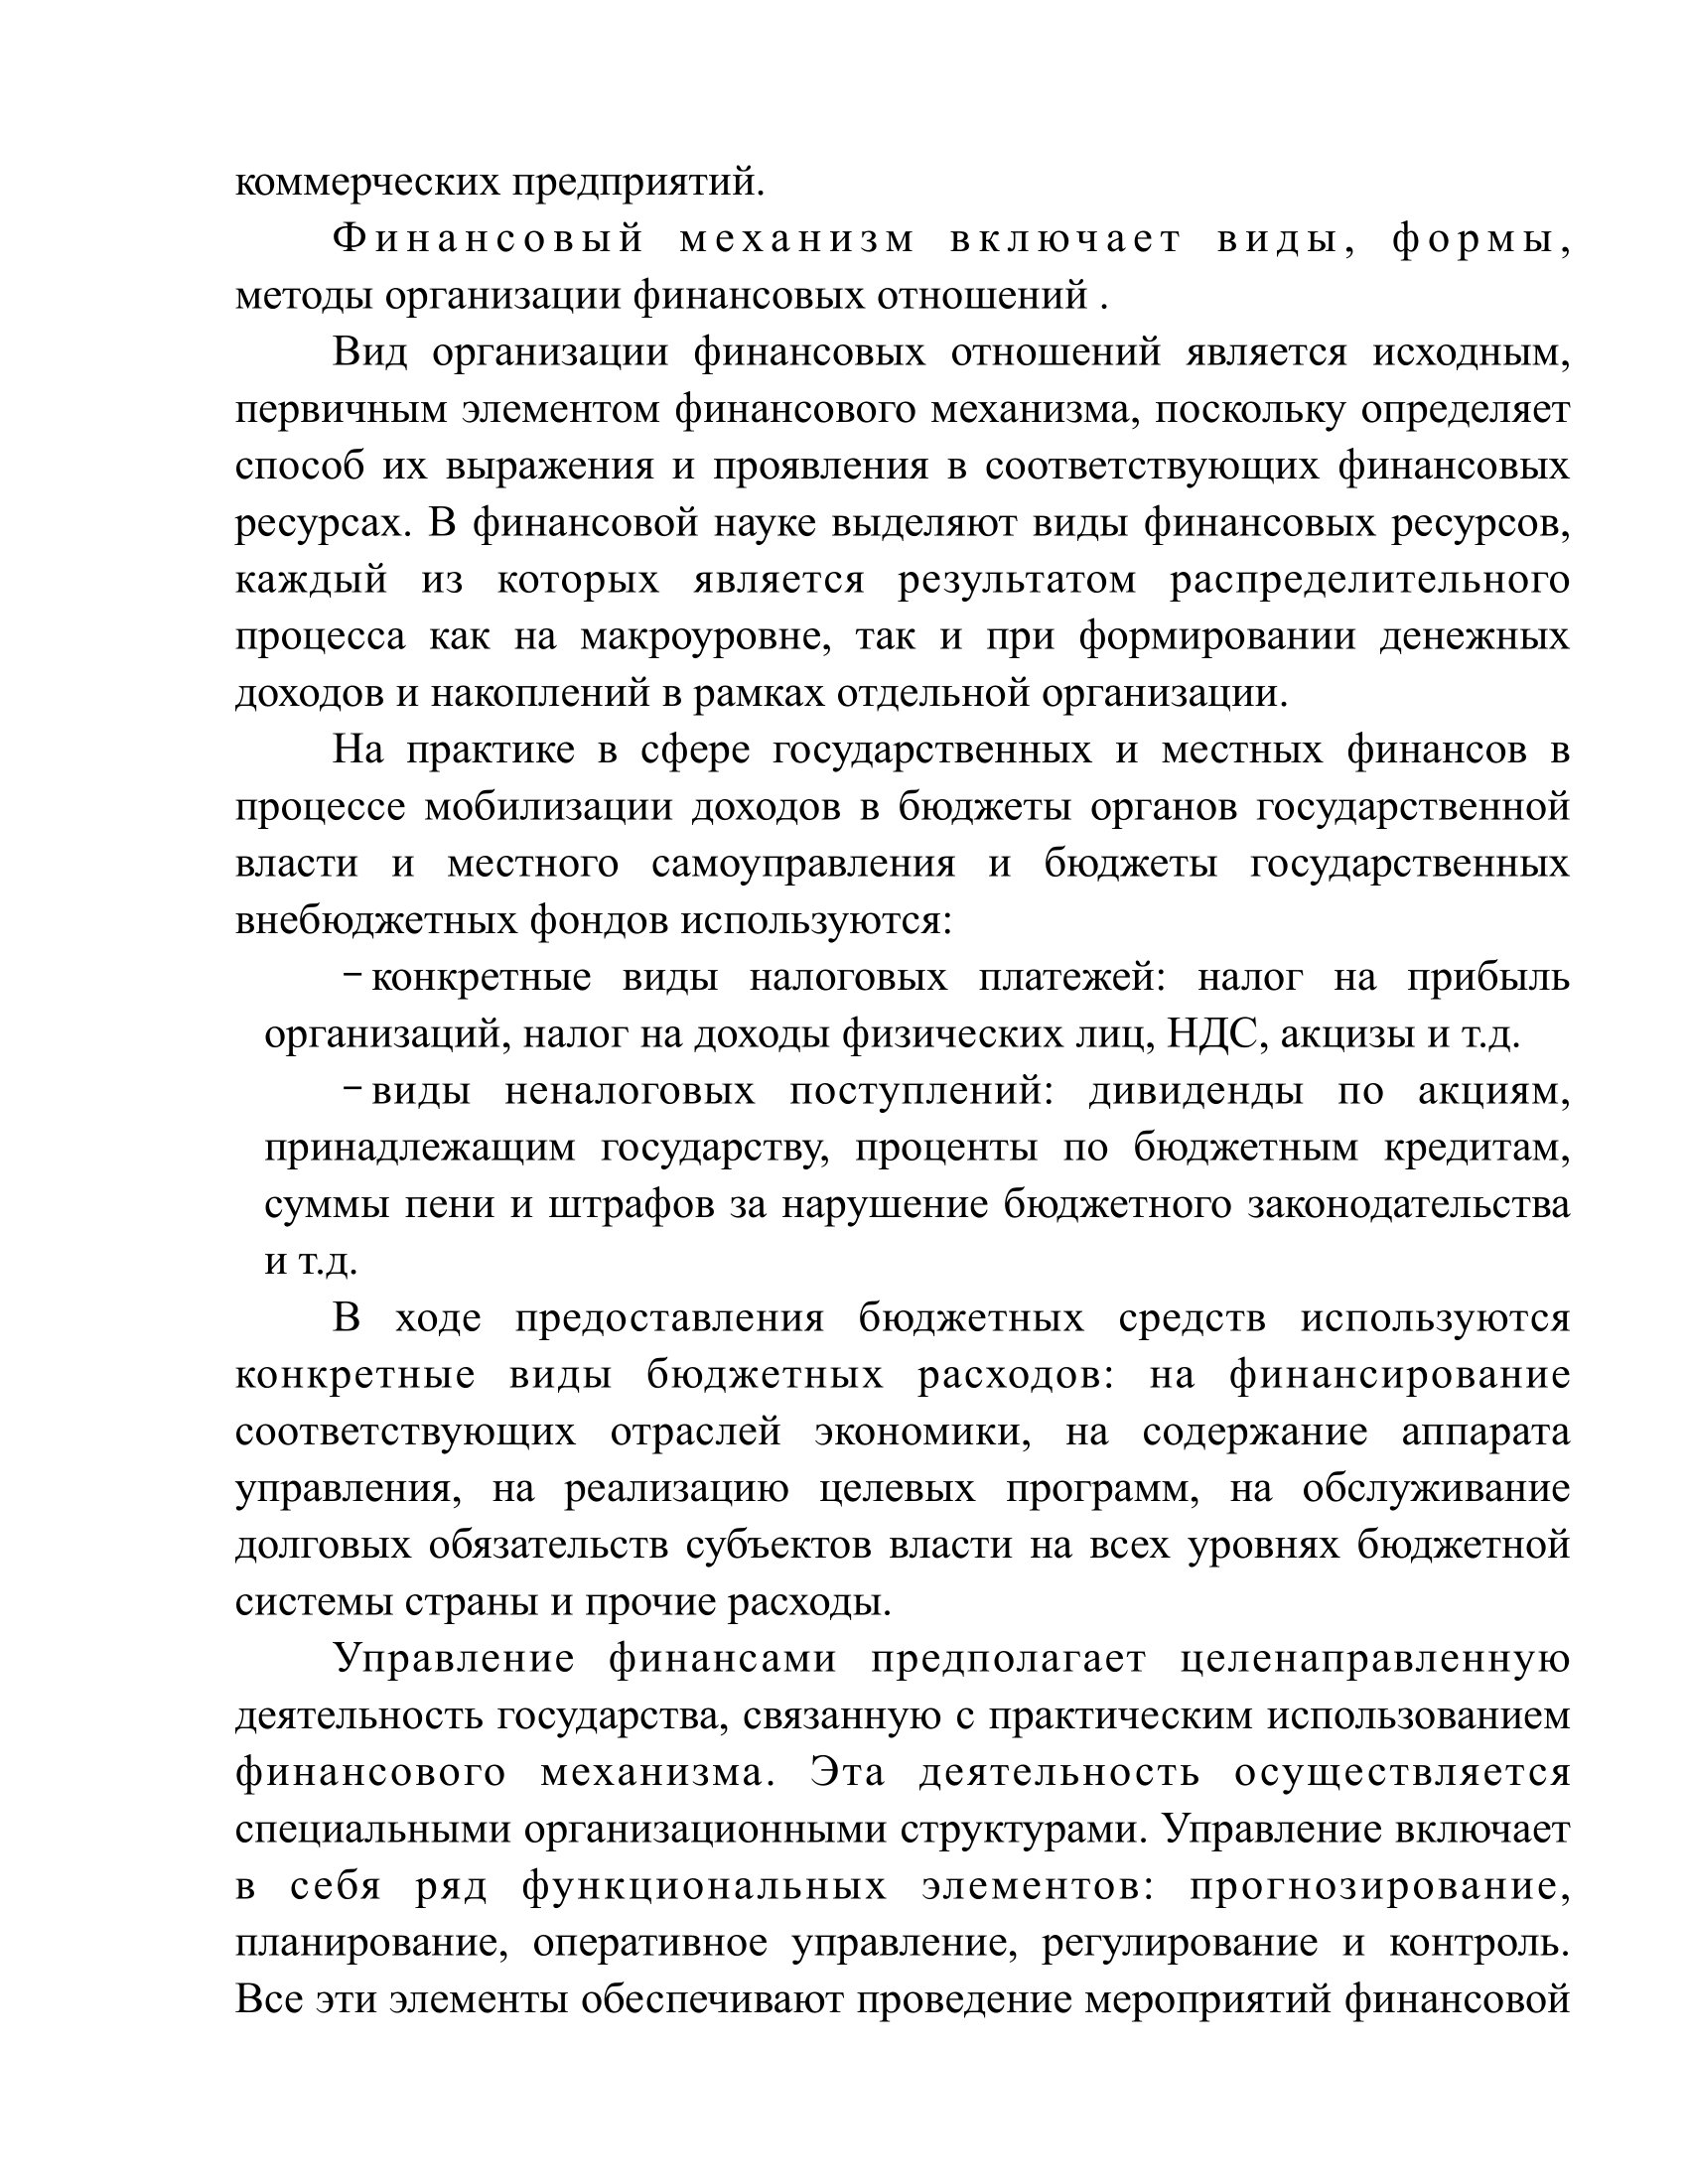 коммерческих предприятий.
Финансовый механизм включает виды, формы,
методы организации финансовых отношений .
Вид организации финансовых отношений является исходным,
первичным элементом финансового механизма, поскольку определяет
способ их выражения и проявления в соответствующих финансовых
ресурсах. В финансовой науке выделяют виды финансовых ресурсов,
каждый из которых является результатом распределительного
процесса как на макроуровне, так и при формировании денежных
доходов и накоплений в рамках отдельной организации.
На практике в сфере государственных и местных финансов в
процессе мобилизации доходов в бюджеты органов государственной
власти и местного самоуправления и бюджеты государственных
внебюджетных фондов используются:
− конкретные виды налоговых платежей: налог на прибыль
организаций, налог на доходы физических лиц, НДС, акцизы и т.д.
− виды неналоговых поступлений: дивиденды по акциям,
принадлежащим государству, проценты по бюджетным кредитам,
суммы пени и штрафов за нарушение бюджетного законодательства
и т.д.
В ходе предоставления бюджетных средств используются
конкретные виды бюджетных расходов: на финансирование
соответствующих отраслей экономики, на содержание аппарата
управления, на реализацию целевых программ, на обслуживание
долговых обязательств субъектов власти на всех уровнях бюджетной
системы страны и прочие расходы.
Управление финансами предполагает целенаправленную
деятельность государства, связанную с практическим использованием
финансового механизма. Эта деятельность осуществляется
специальными организационными структурами. Управление включает
в себя ряд функциональных элементов: прогнозирование,
планирование, оперативное управление, регулирование и контроль.
Все эти элементы обеспечивают проведение мероприятий финансовой